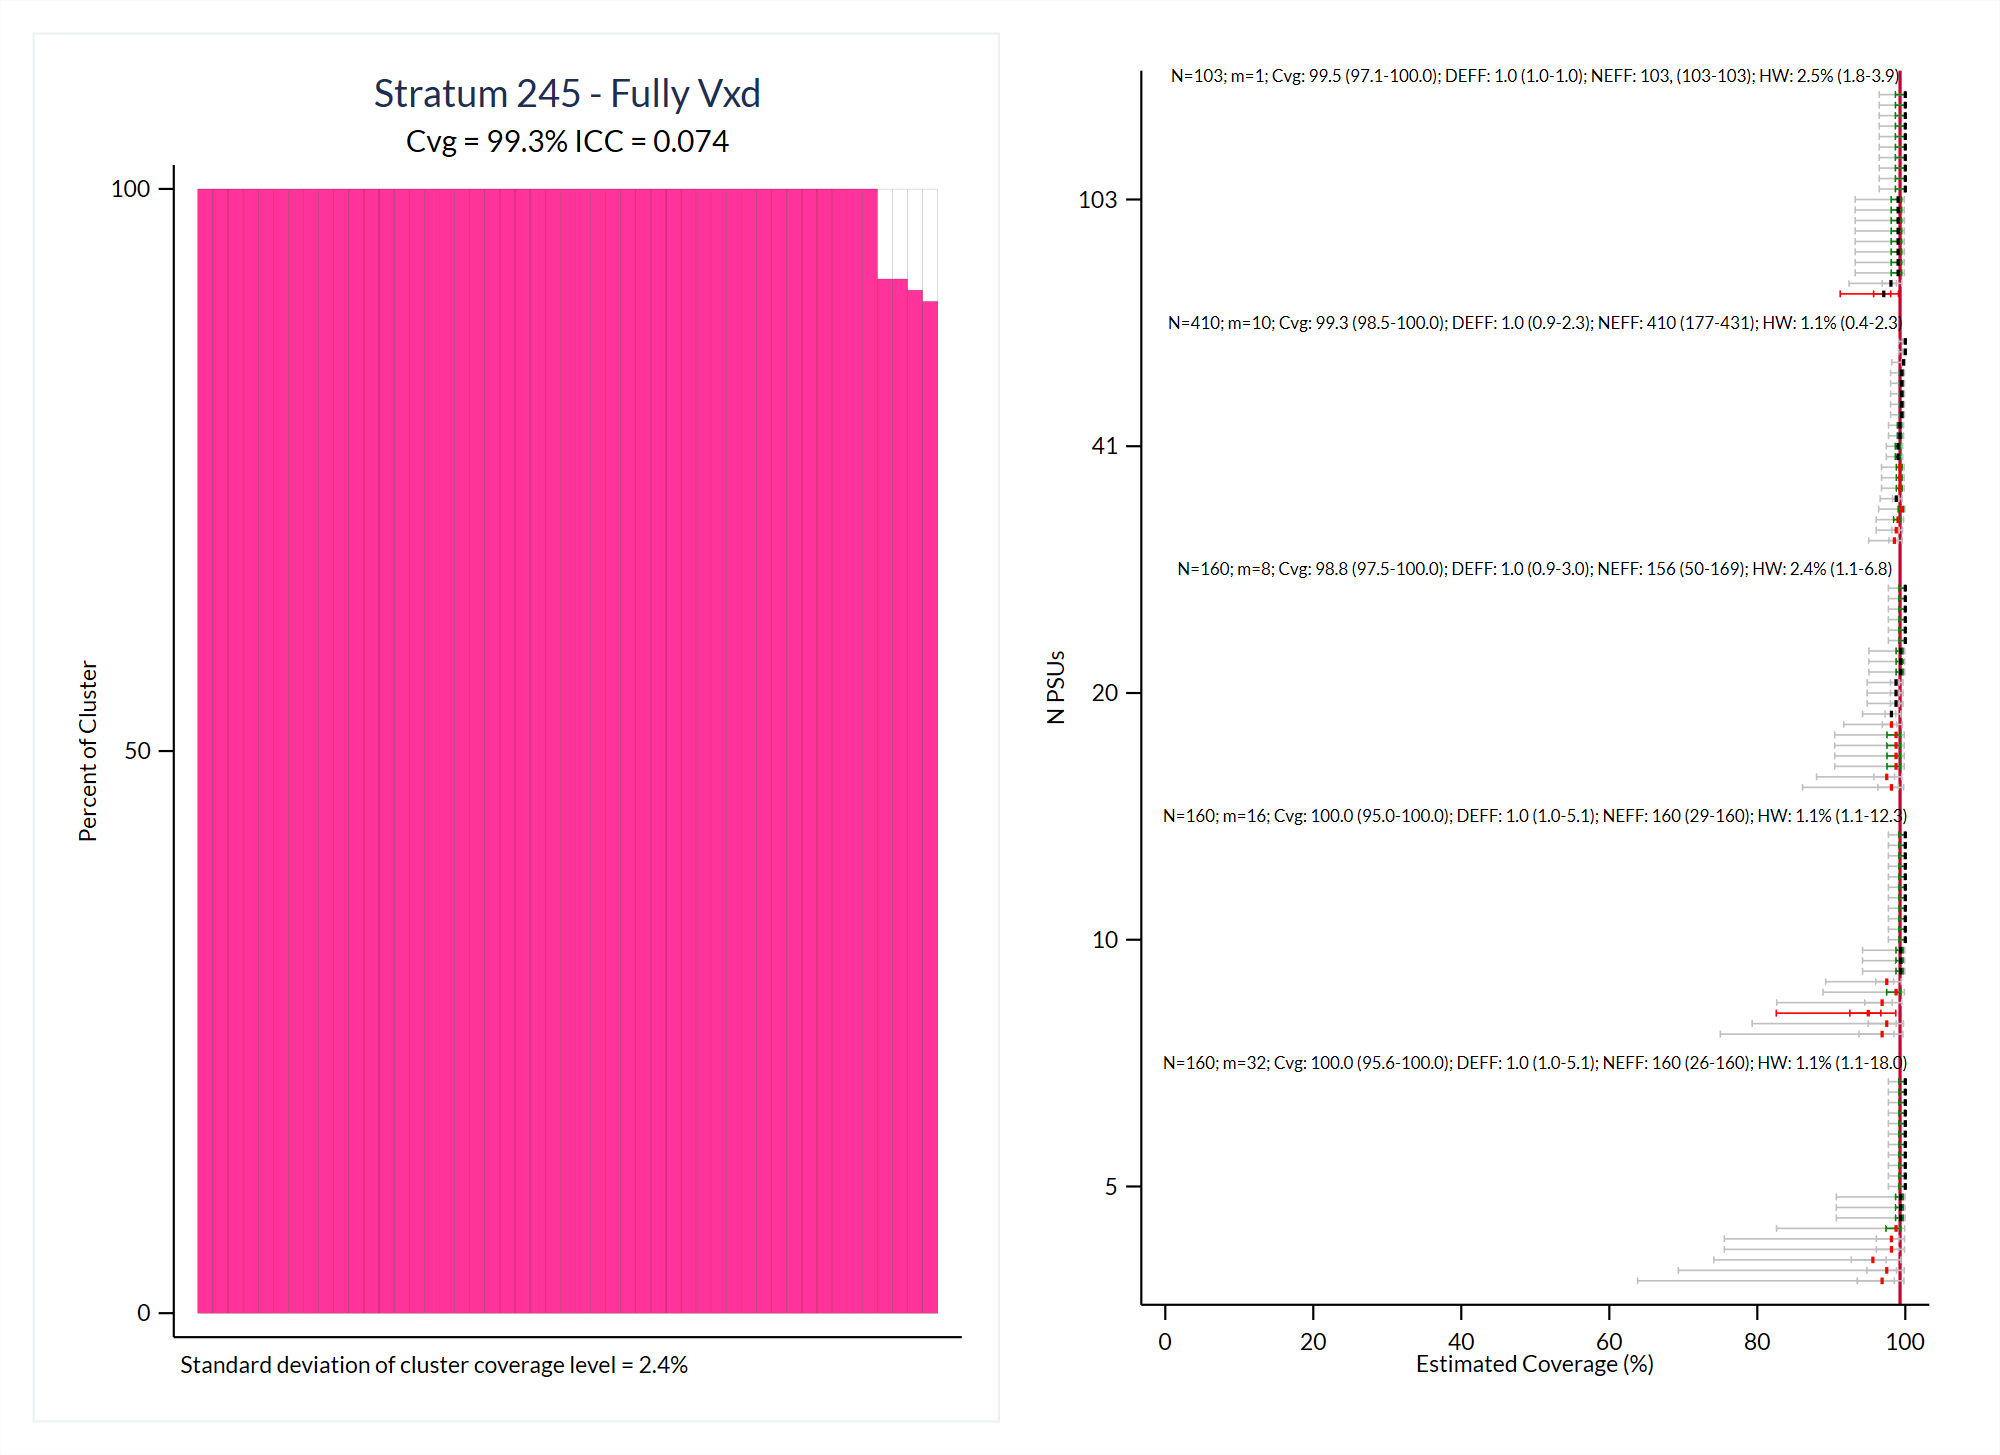 Stratum 245 - Fully Vxd
Cvg = 99.3% ICC = 0.074
100
50
0
Percent of Cluster
Standard deviation of cluster coverage level = 2.4%
N=103; m=1; Cvg: 99.5 (97.1-100.0); DEFF: 1.0 (1.0-1.0); NEFF: 103, (103-103); HW: 2.5% (1.8-3.9)
103
N=410; m=10; Cvg: 99.3 (98.5-100.0); DEFF: 1.0 (0.9-2.3); NEFF: 410 (177-431); HW: 1.1% (0.4-2.3)
41
N=160; m=8; Cvg: 98.8 (97.5-100.0); DEFF: 1.0 (0.9-3.0); NEFF: 156 (50-169); HW: 2.4% (1.1-6.8)
20
N PSUs
N=160; m=16; Cvg: 100.0 (95.0-100.0); DEFF: 1.0 (1.0-5.1); NEFF: 160 (29-160); HW: 1.1% (1.1-12.3)
10
N=160; m=32; Cvg: 100.0 (95.6-100.0); DEFF: 1.0 (1.0-5.1); NEFF: 160 (26-160); HW: 1.1% (1.1-18.0)
5
0 20 40 60 80 100
Estimated Coverage (%)